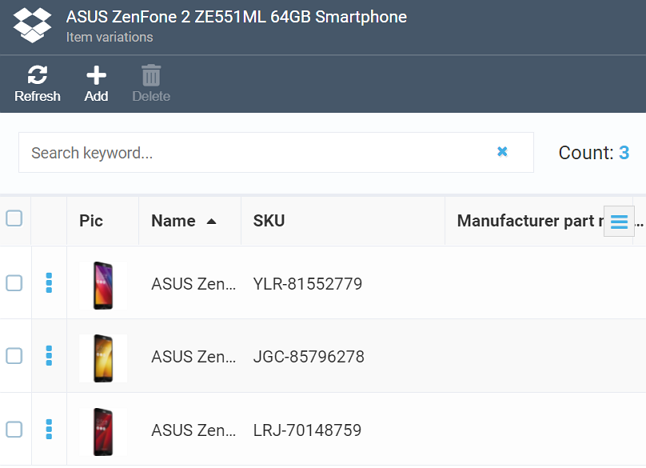 ASUS ZenFone 2 ZE551ML 64GB Smartphone
Item variations
Refresh Add Delete
Search keyword... Count: 3
Pic Name SKU Manufacturer part ...
ASUS Zen... YLR-81552779
ASUS Zen... JGC-85796278
ASUS Zen... LRJ-70148759